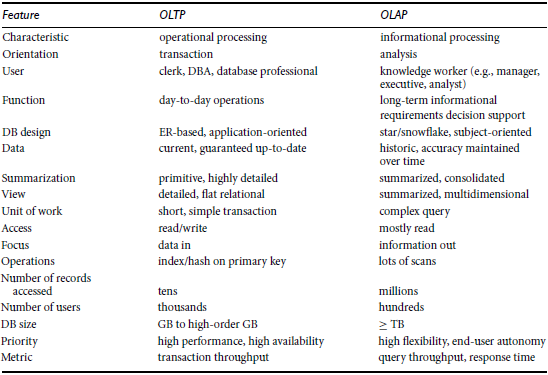 Feature OLTP OLAP
Characteristic operational processing informational processing
Orientation transaction analysis
User clerk, DBA, database professional knowledge worker (e.g., manager,
executive, analyst)
Function day-to-day operations long-term informational
requirements decision support
DB design ER-based, application-oriented star/snowflake, subject-oriented
Data current, guaranteed up-to-date historic, accuracy maintained
over time
Summarization primitive, highly detailed summarized, consolidated
View detailed, flat relational summarized, multidimensional
Unit of work short, simple transaction complex query
Access read/write mostly read
Focus data in information out
Operations index/hash on primary key lots of scans
Number of records
accessed tens millions
Number of users thousands hundreds
DB size GB to high-order GB ≥ TB
Priority high performance, high availability high flexibility, end-user autonomy
Metric transaction throughput query throughput, response time